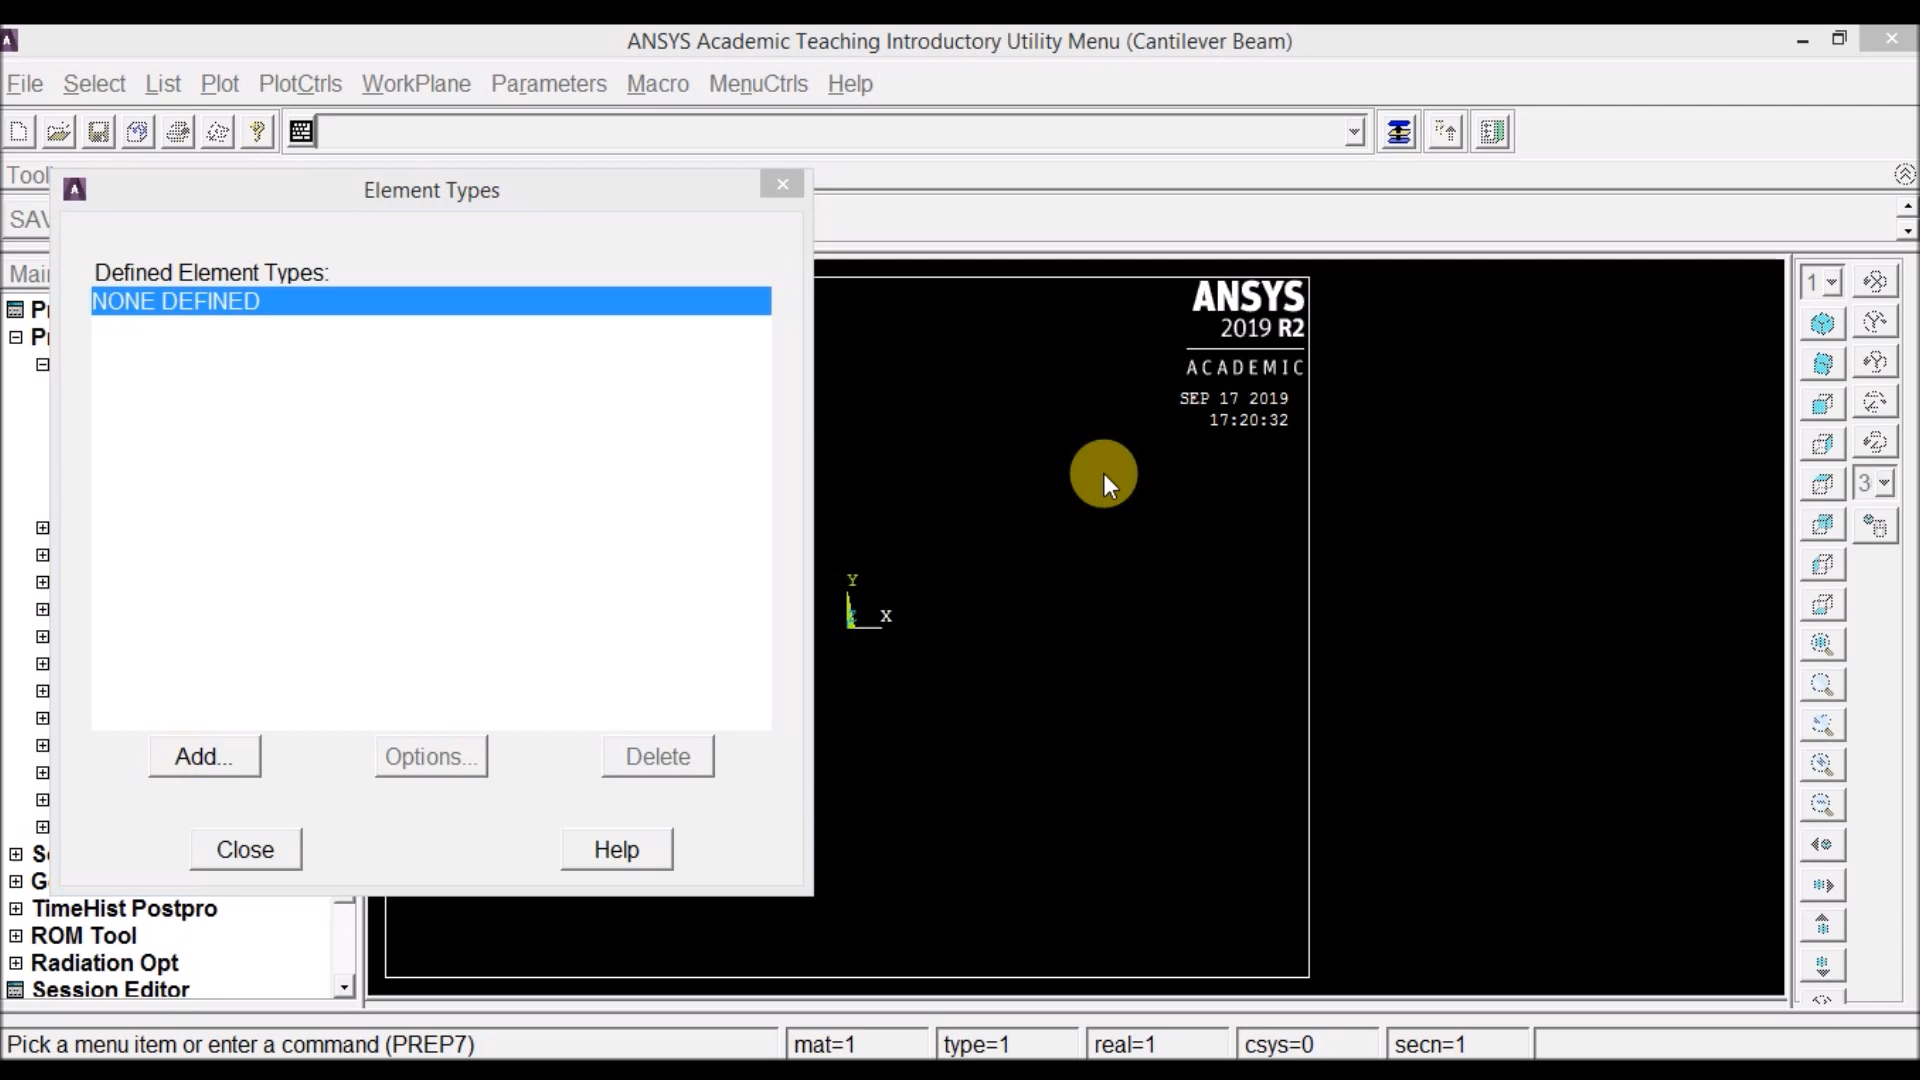 ANSYS Academic Teaching Introductory Utility Menu (Cantilever Beam)
File Select List Plot PlotCtrls WorkPlane Parameters Macro MenuCtrls Help
Element Types
Defined Element Types:
NONE DEFINED
Add... Options... Delete
Close Help
TimeHist Postpro
ROM Tool
Radiation Opt
Session Editor
ANSYS
2019 R2
ACADEMIC
SEP 17 2019
17:20:32
Y
X
1
3
Pick a menu item or enter a command (PREP7) mat=1 type=1 real=1 csys=0 secn=1